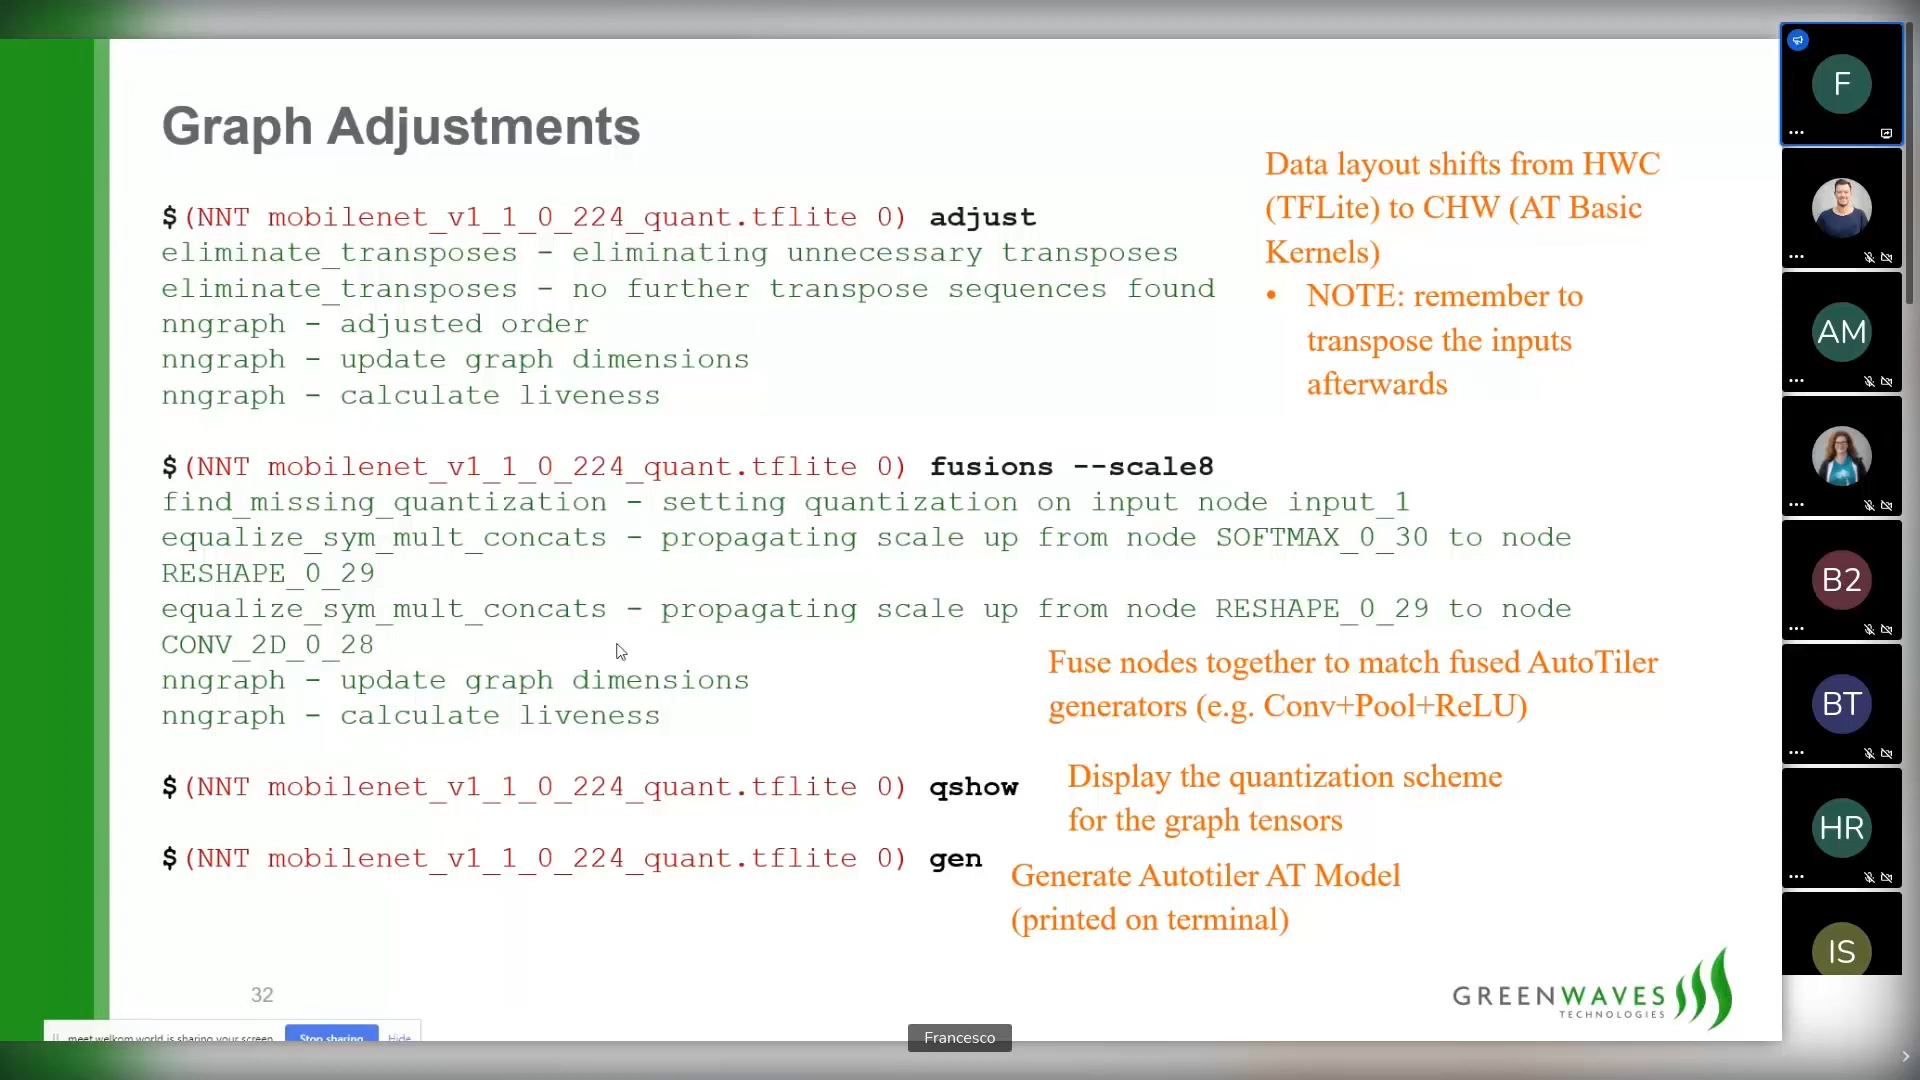 Graph Adjustments
$(NNT mobilenet_v1_1_0_224_quant.tflite 0) adjust
eliminate_transposes - eliminating unnecessary transposes
eliminate_transposes - no further transpose sequences found
nngraph - adjusted order
nngraph - update graph dimensions
nngraph - calculate liveness
Data layout shifts from HWC
(TFLite) to CHW (AT Basic
Kernels)
• NOTE: remember to
transpose the inputs
afterwards
$(NNT mobilenet_v1_1_0_224_quant.tflite 0) fusions --scale8
find_missing_quantization - setting quantization on input node input_1
equalize_sym_mult_concats - propagating scale up from node SOFTMAX_0_30 to node
RESHAPE_0_29
equalize_sym_mult_concats - propagating scale up from node RESHAPE_0_29 to node
CONV_2D_0_28
nngraph - update graph dimensions
nngraph - calculate liveness
Fuse nodes together to match fused AutoTiler
generators (e.g. Conv+Pool+ReLU)
$(NNT mobilenet_v1_1_0_224_quant.tflite 0) qshow
Display the quantization scheme
for the graph tensors
$(NNT mobilenet_v1_1_0_224_quant.tflite 0) gen
Generate Autotiler AT Model
(printed on terminal)
32
GREENWAVES
TECHNOLOGIES
meet.welkom.world is sharing your screen.
Stop sharing
Hide
Francesco
F
AM
B2
BT
HR
IS